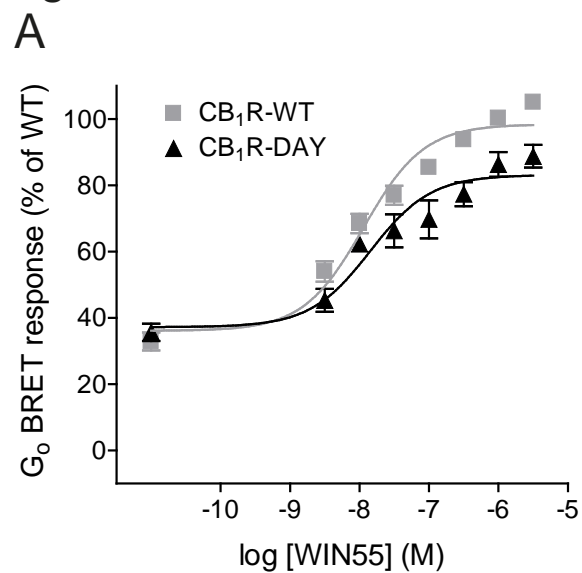 A
G₀ BRET response (% of WT)
100
80
60
40
20
0
CB₁R-WT
CB₁R-DAY
-10 -9 -8 -7 -6 -5
log [WIN55] (M)